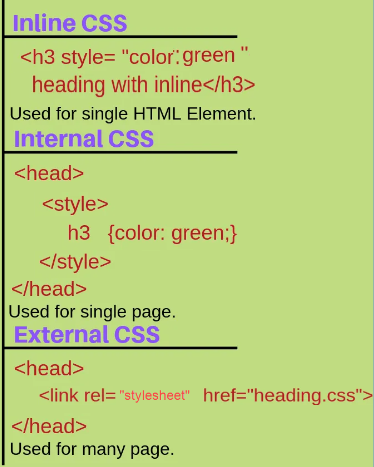 Inline CSS
<h3 style= "color:green "
heading with inline</h3>
Used for single HTML Element.
Internal CSS
<head>
<style>
h3 {color: green;}
</style>
</head>
Used for single page.
External CSS
<head>
<link rel= "stylesheet" href="heading.css">
</head>
Used for many page.